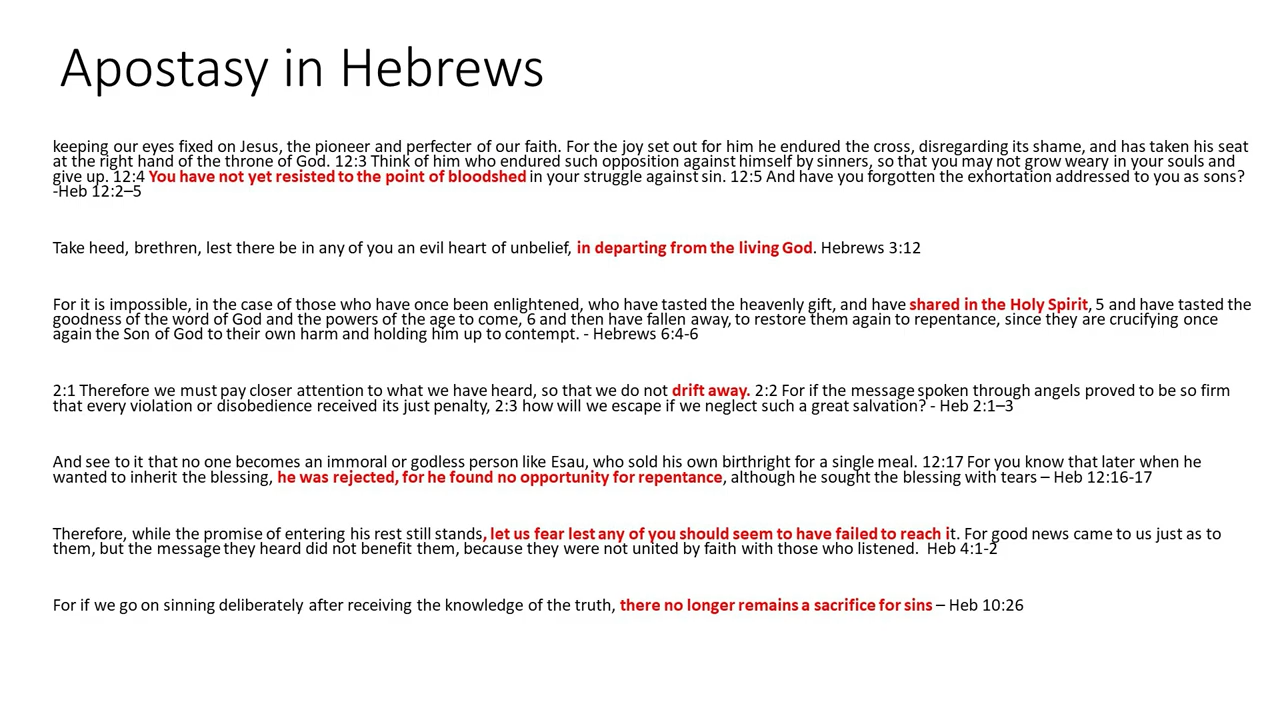 Apostasy in Hebrews
keeping our eyes fixed on Jesus, the pioneer and perfecter of our faith. For the joy set out for him he endured the cross, disregarding its shame, and has taken his seat
at the right hand of the throne of God. 12:3 Think of him who endured such opposition against himself by sinners, so that you may not grow weary in your souls and
give up. 12:4 You have not yet resisted to the point of bloodshed in your struggle against sin. 12:5 And have you forgotten the exhortation addressed to you as sons?
-Heb 12:2–5
Take heed, brethren, lest there be in any of you an evil heart of unbelief, in departing from the living God. Hebrews 3:12
For it is impossible, in the case of those who have once been enlightened, who have tasted the heavenly gift, and have shared in the Holy Spirit, 5 and have tasted the
goodness of the word of God and the powers of the age to come, 6 and then have fallen away, to restore them again to repentance, since they are crucifying once
again the Son of God to their own harm and holding him up to contempt. - Hebrews 6:4-6
2:1 Therefore we must pay closer attention to what we have heard, so that we do not drift away. 2:2 For if the message spoken through angels proved to be so firm
that every violation or disobedience received its just penalty, 2:3 how will we escape if we neglect such a great salvation? - Heb 2:1–3
And see to it that no one becomes an immoral or godless person like Esau, who sold his own birthright for a single meal. 12:17 For you know that later when he
wanted to inherit the blessing, he was rejected, for he found no opportunity for repentance, although he sought the blessing with tears – Heb 12:16-17
Therefore, while the promise of entering his rest still stands, let us fear lest any of you should seem to have failed to reach it. For good news came to us just as to
them, but the message they heard did not benefit them, because they were not united by faith with those who listened.  Heb 4:1-2
For if we go on sinning deliberately after receiving the knowledge of the truth, there no longer remains a sacrifice for sins – Heb 10:26